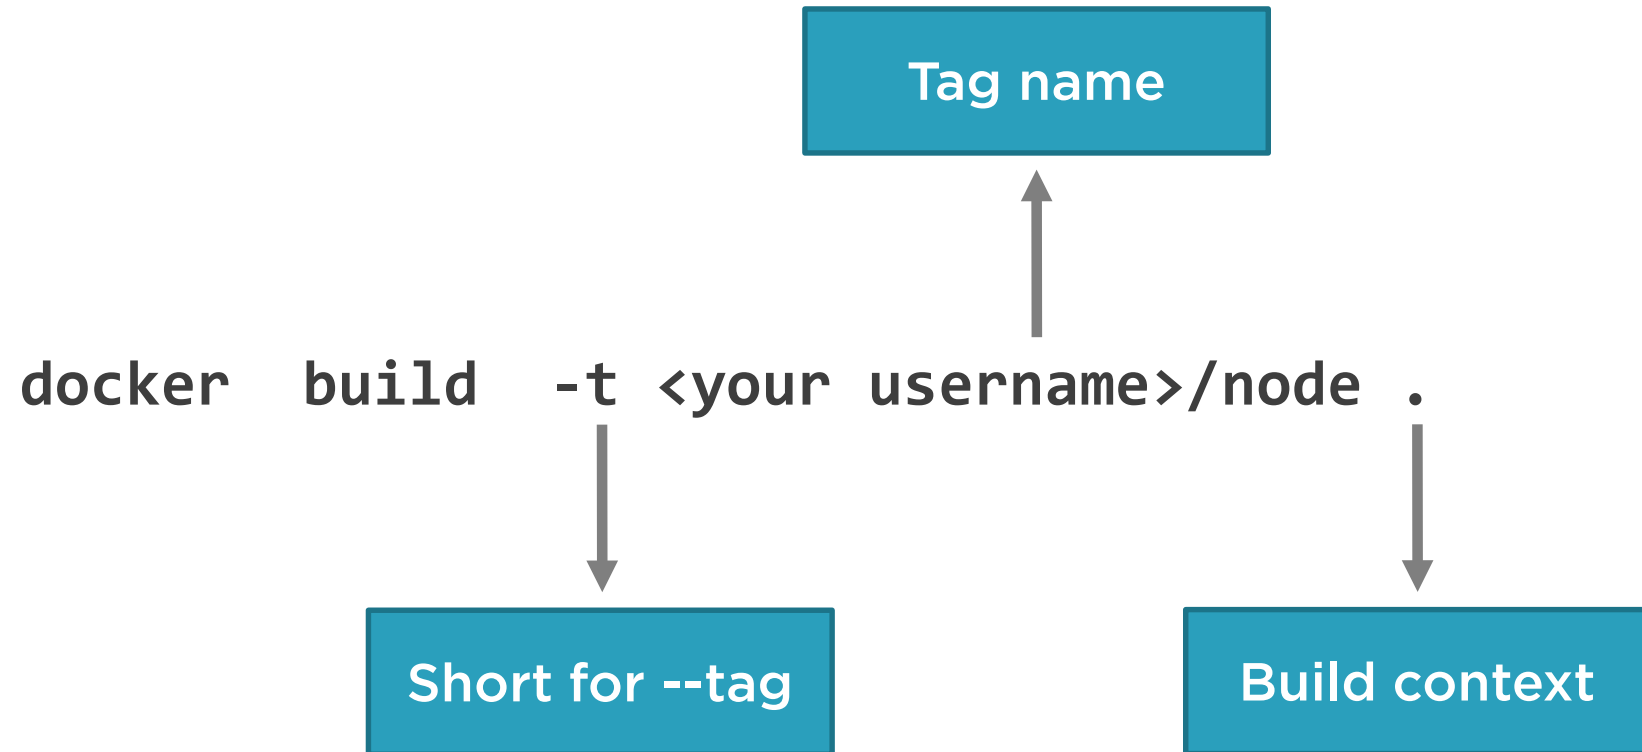 Tag name
docker build -t <your username>/node .
Short for --tag
Build context